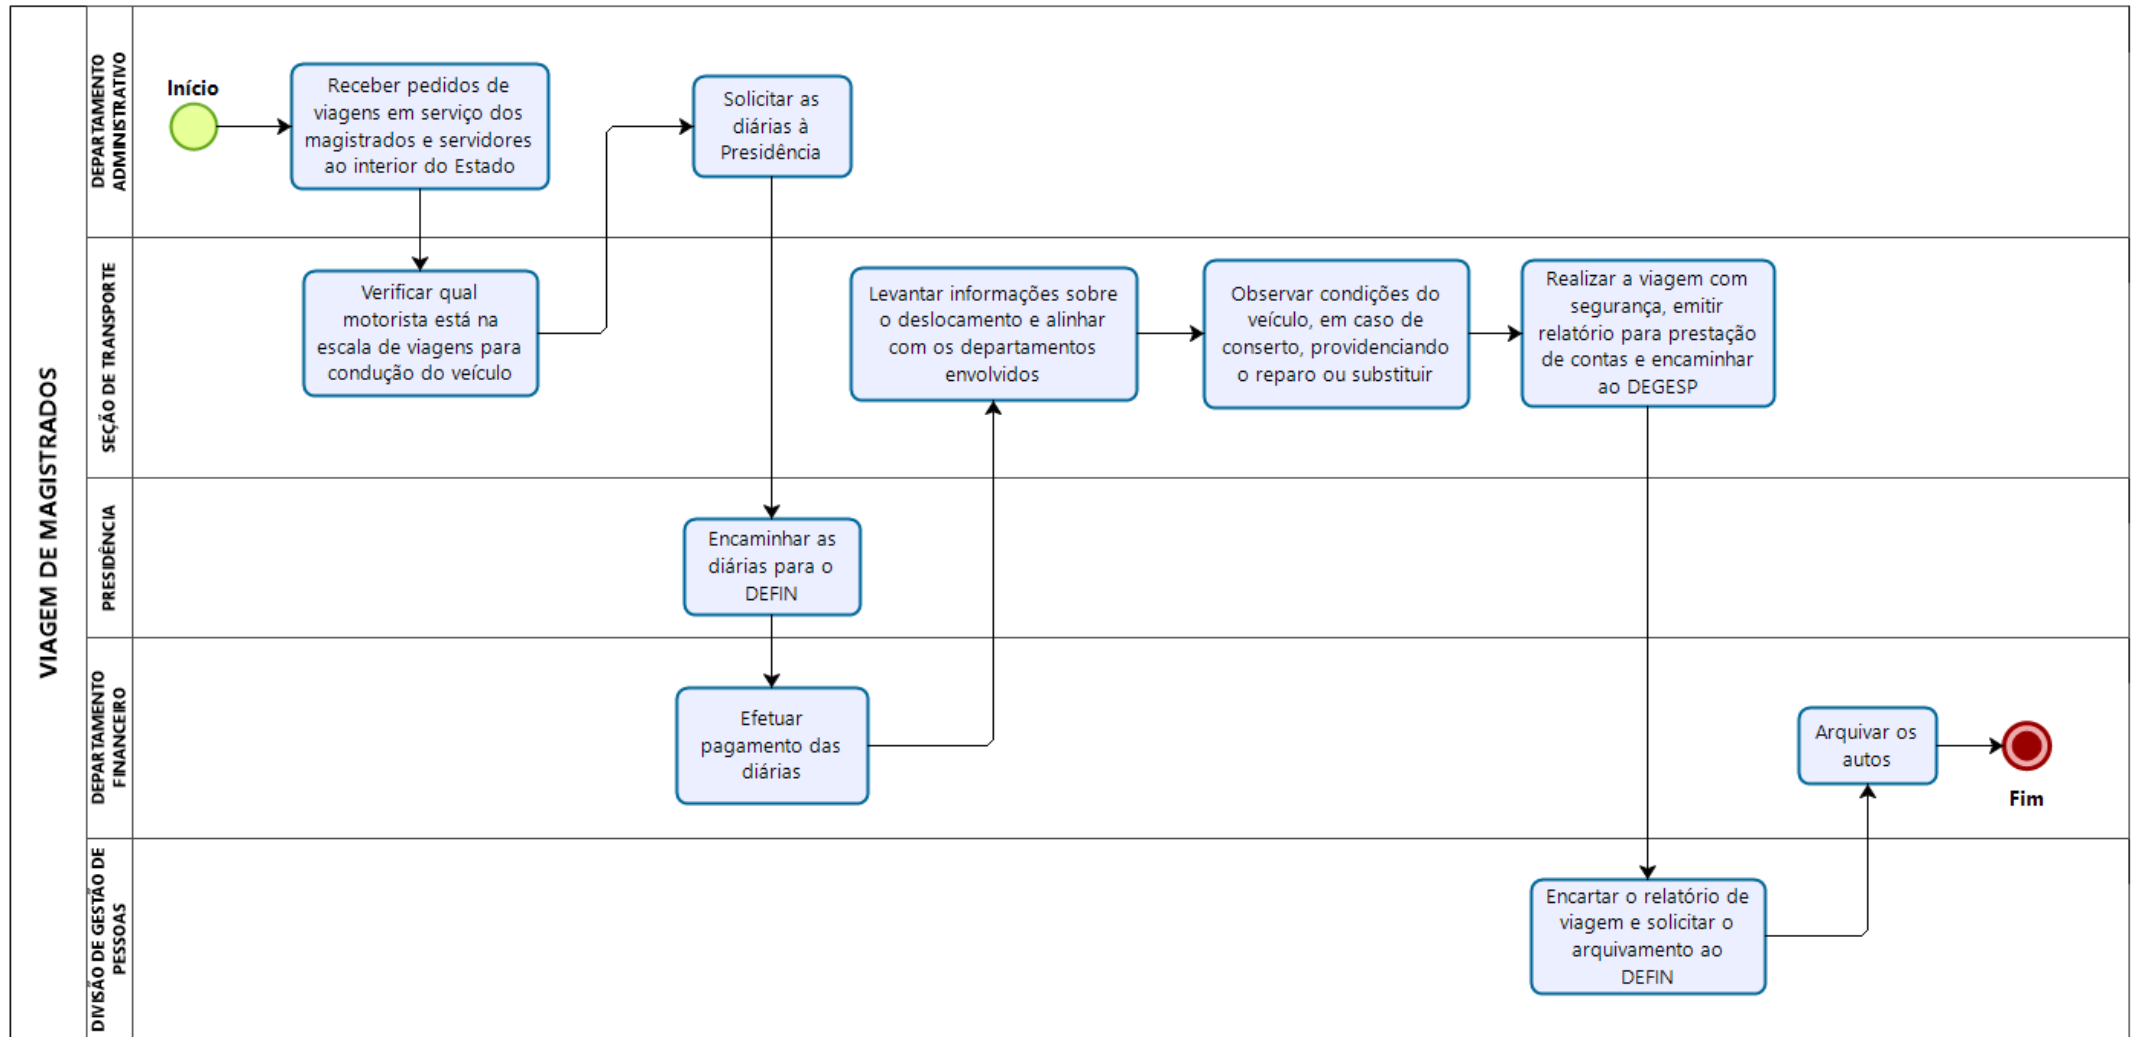 VIAGEM DE MAGISTRADOS
DEPARTAMENTO
ADMINISTRATIVO
Início
Receber pedidos de
viagens em serviço dos
magistrados e servidores
ao interior do Estado
Solicitar as
diárias à
Presidência
SEÇÃO DE TRANSPORTE
Verificar qual
motorista está na
escala de viagens para
condução do veículo
Levantar informações sobre
o deslocamento e alinhar
com os departamentos
envolvidos
Observar condições do
veículo, em caso de
conserto, providenciando
o reparo ou substituir
Realizar a viagem com
segurança, emitir
relatório para prestação
de contas e encaminhar
ao DEGESP
PRESIDÊNCIA
Encaminhar as
diárias para o
DEFIN
DEPARTAMENTO
FINANCEIRO
Efetuar
pagamento das
diárias
Arquivar os
autos
Fim
DIVISÃO DE GESTÃO DE
PESSOAS
Encartar o relatório de
viagem e solicitar o
arquivamento ao
DEFIN